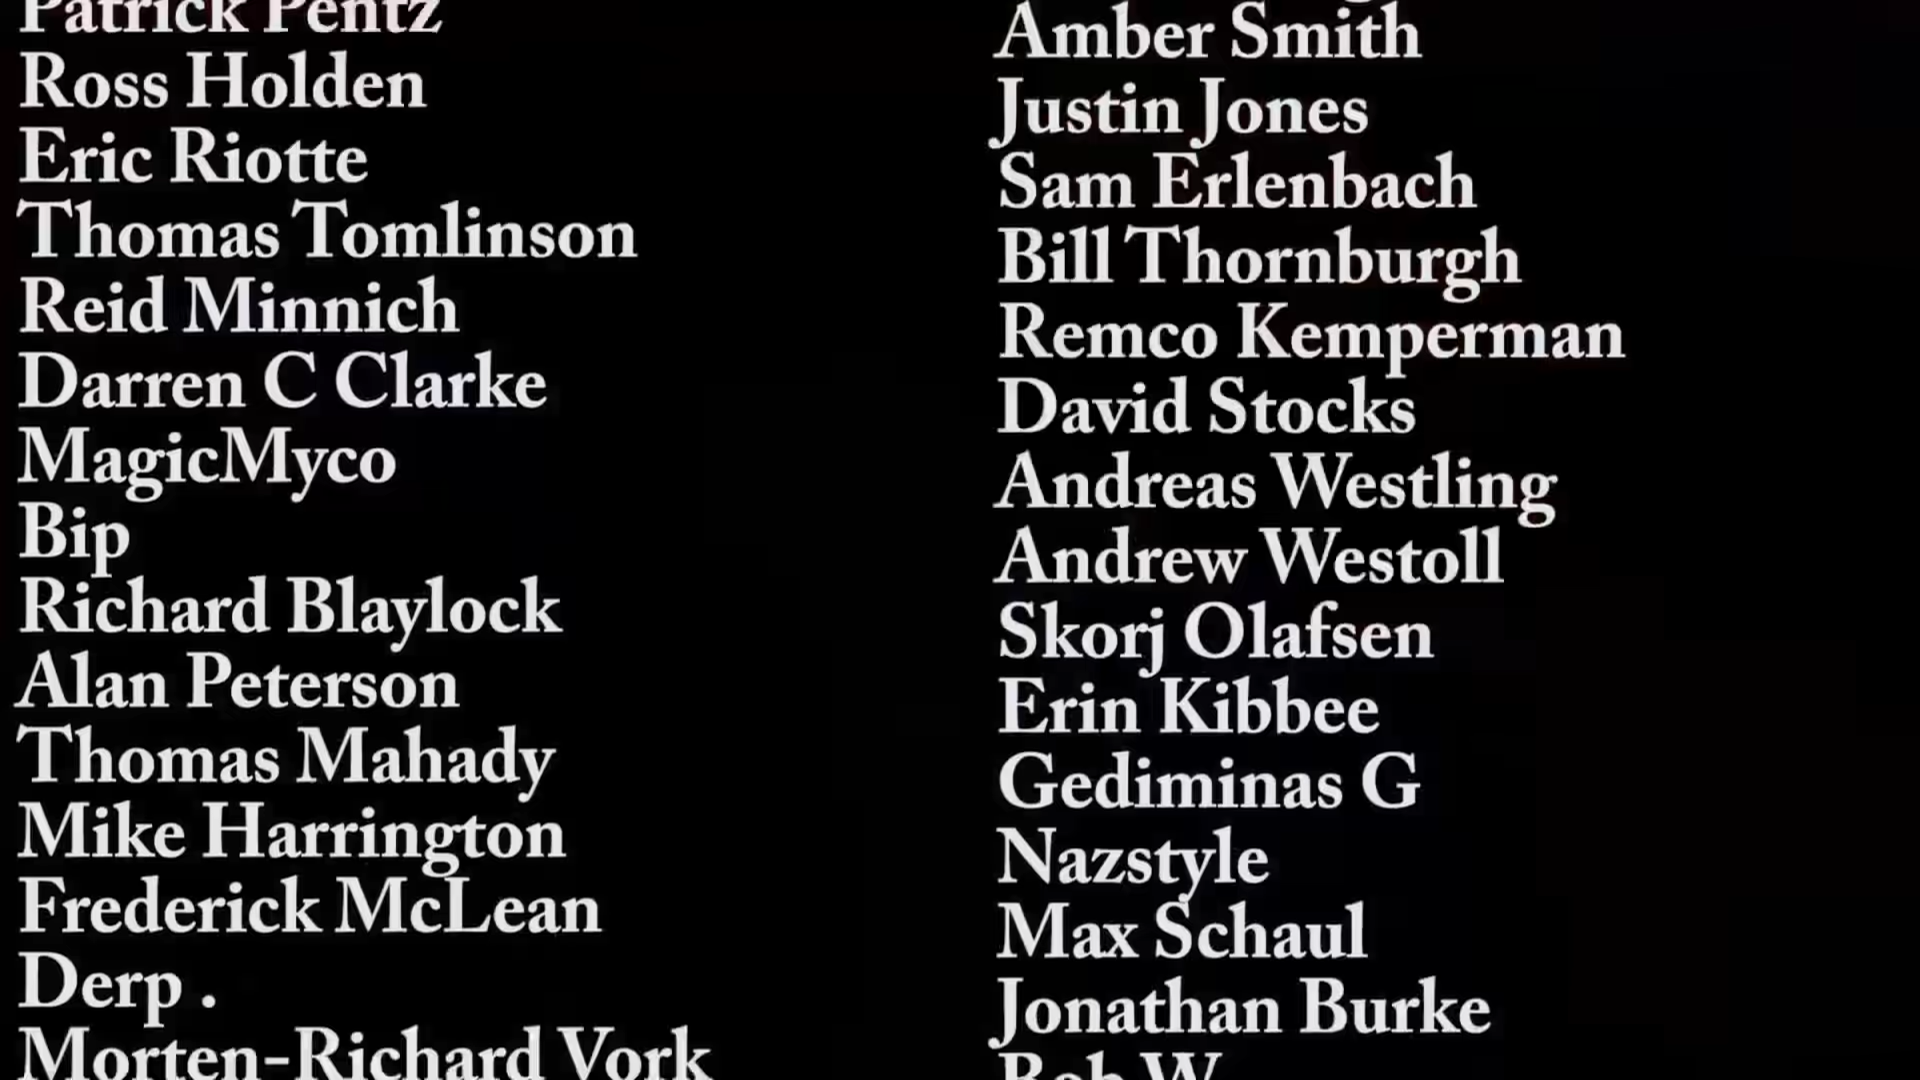 Patrick Pentz
Ross Holden
Eric Riotte
Thomas Tomlinson
Reid Minnich
Darren C Clarke
MagicMyco
Bip
Richard Blaylock
Alan Peterson
Thomas Mahady
Mike Harrington
Frederick McLean
Derp .
Morten-Richard Vork
Amber Smith
Justin Jones
Sam Erlenbach
Bill Thornburgh
Remco Kemperman
David Stocks
Andreas Westling
Andrew Westoll
Skorj Olafsen
Erin Kibbee
Gediminas G
Nazstyle
Max Schaul
Jonathan Burke
Rob W